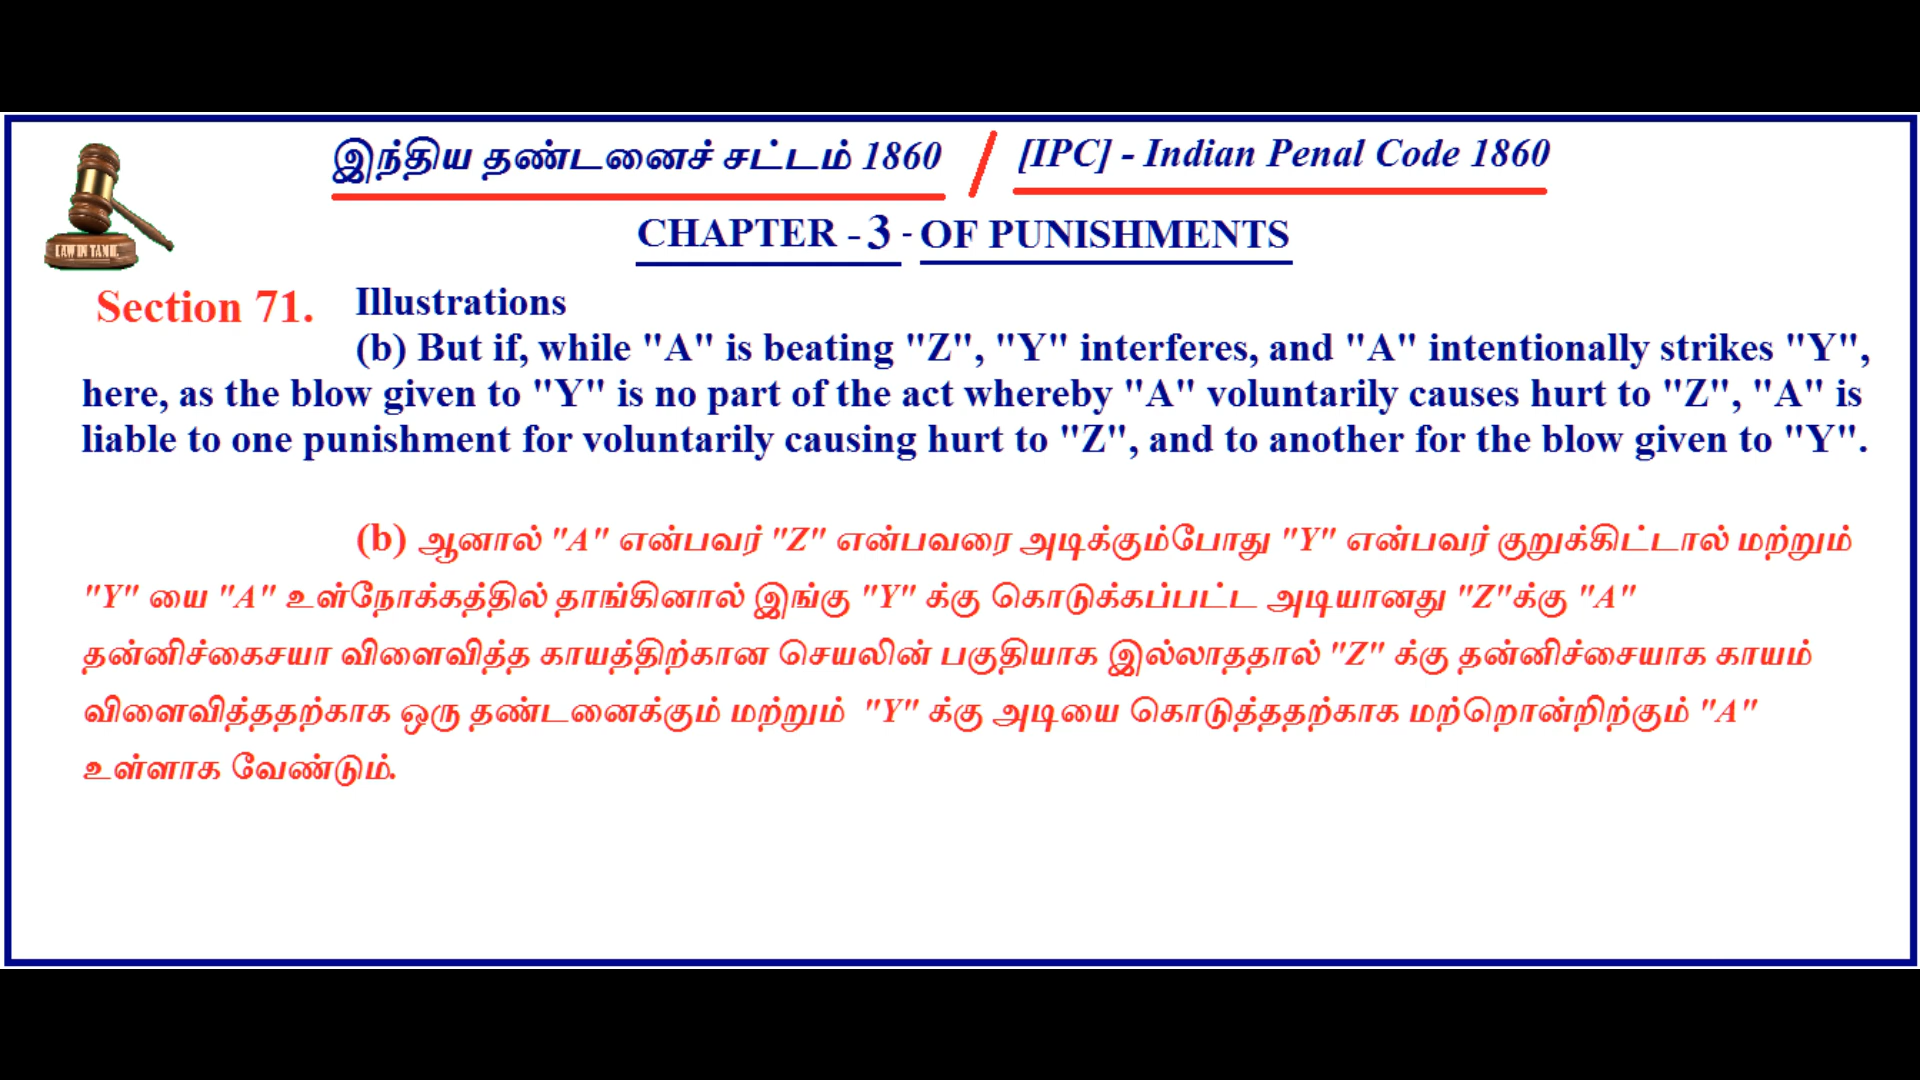 இந்திய தண்டனைச் சட்டம் 1860 / [IPC] - Indian Penal Code 1860
CHAPTER - 3 - OF PUNISHMENTS
LAW IN TAMIL
Section 71. Illustrations
(b) But if, while "A" is beating "Z", "Y" interferes, and "A" intentionally strikes "Y",
here, as the blow given to "Y" is no part of the act whereby "A" voluntarily causes hurt to "Z", "A" is
liable to one punishment for voluntarily causing hurt to "Z", and to another for the blow given to "Y".
(b) ஆனால் "A" என்பவர் "Z" என்பவரை அடிக்கும்போது "Y" என்பவர் குறுக்கிட்டால் மற்றும்
"Y" யை "A" உள்நோக்கத்தில் தாங்கினால் இங்கு "Y" க்கு கொடுக்கப்பட்ட அடியானது "Z"க்கு "A"
தன்னிச்கைசயா விளைவித்த காயத்திற்கான செயலின் பகுதியாக இல்லாததால் "Z" க்கு தன்னிச்சையாக காயம்
விளைவித்ததற்காக ஒரு தண்டனைக்கும் மற்றும் "Y" க்கு அடியை கொடுத்ததற்காக மற்றொன்றிற்கும் "A"
உள்ளாக வேண்டும்.